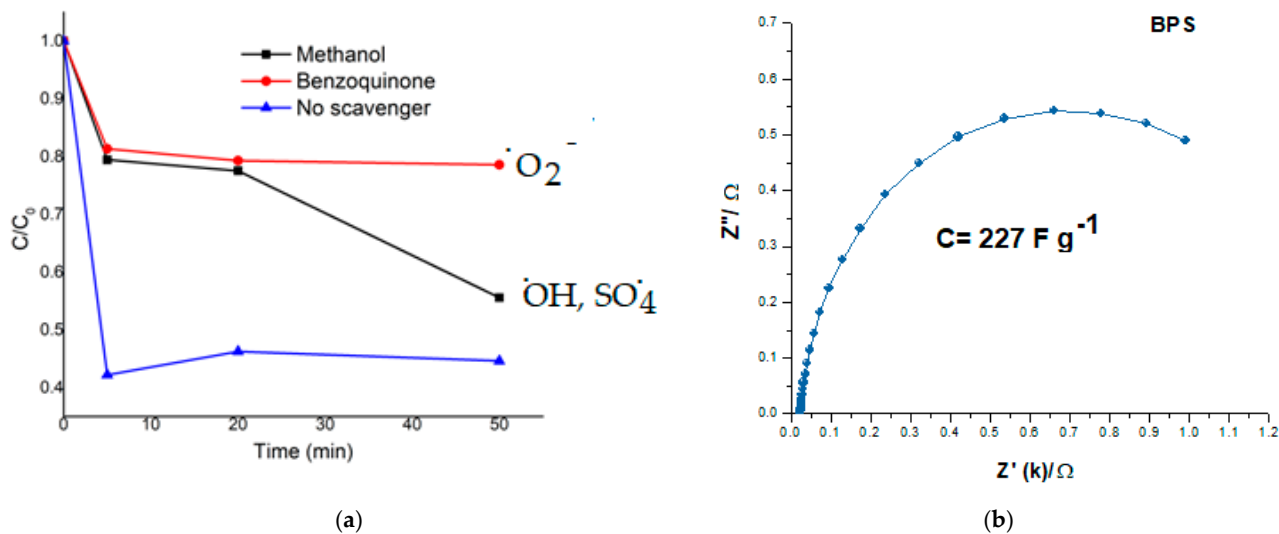 1.0
0.9
0.8
0.7
0.6
0.5
0.4
C/C₀
Methanol
Benzoquinone
No scavenger
˙O₂⁻
˙OH, SO˙₄
0 10 20 30 40 50
Time (min)
(a)
BPS
0.7
0.6
0.5
0.4
0.3
0.2
0.1
0.0
Z''/ Ω
C= 227 F g⁻¹
0.0 0.1 0.2 0.3 0.4 0.5 0.6 0.7 0.8 0.9 1.0 1.1 1.2
Z' (k)/Ω
(b)